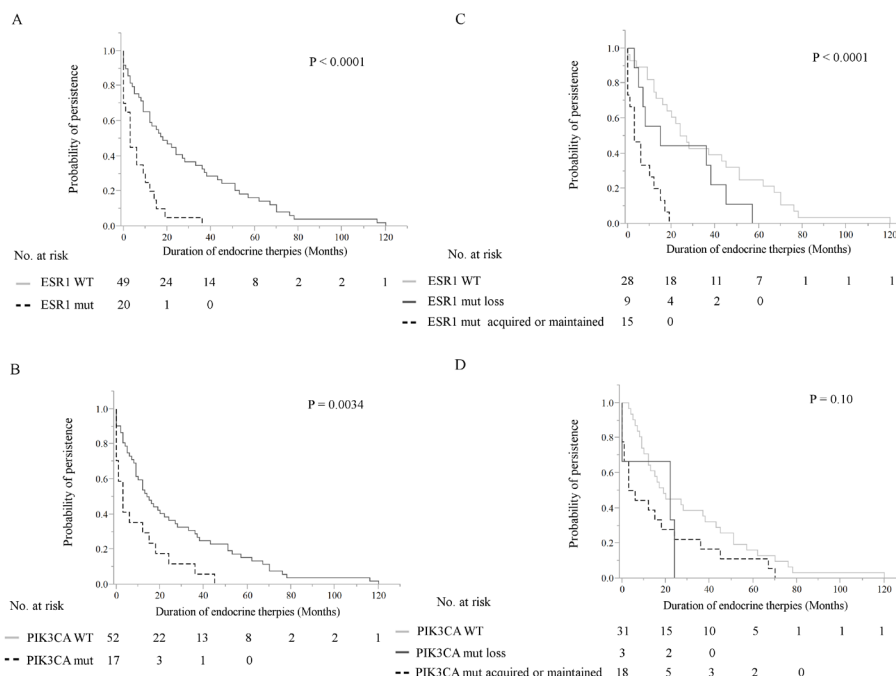 A
P < 0.0001
Probability of persistence
1.0
0.8
0.6
0.4
0.2
0.0
0 20 40 60 80 100 120
Duration of endocrine therpies (Months)
No. at risk
ESR1 WT 49 24 14 8 2 2 1
ESR1 mut 20 1 0
C
P < 0.0001
Probability of persistence
1.0
0.8
0.6
0.4
0.2
0.0
0 20 40 60 80 100 120
Duration of endocrine therpies (Months)
No. at risk
ESR1 WT 28 18 11 7 1 1 1
ESR1 mut loss 9 4 2 0
ESR1 mut acquired or maintained 15 0
B
P = 0.0034
Probability of persistence
1.0
0.8
0.6
0.4
0.2
0.0
0 20 40 60 80 100 120
Duration of endocrine therpies (Months)
No. at risk
PIK3CA WT 52 22 13 8 2 2 1
PIK3CA mut 17 3 1 0
D
P = 0.10
Probability of persistence
1.0
0.8
0.6
0.4
0.2
0.0
0 20 40 60 80 100 120
Duration of endocrine therpies (Months)
No. at risk
PIK3CA WT 31 15 10 5 1 1 1
PIK3CA mut loss 3 2 0
PIK3CA mut acquired or maintained 18 5 3 2 0